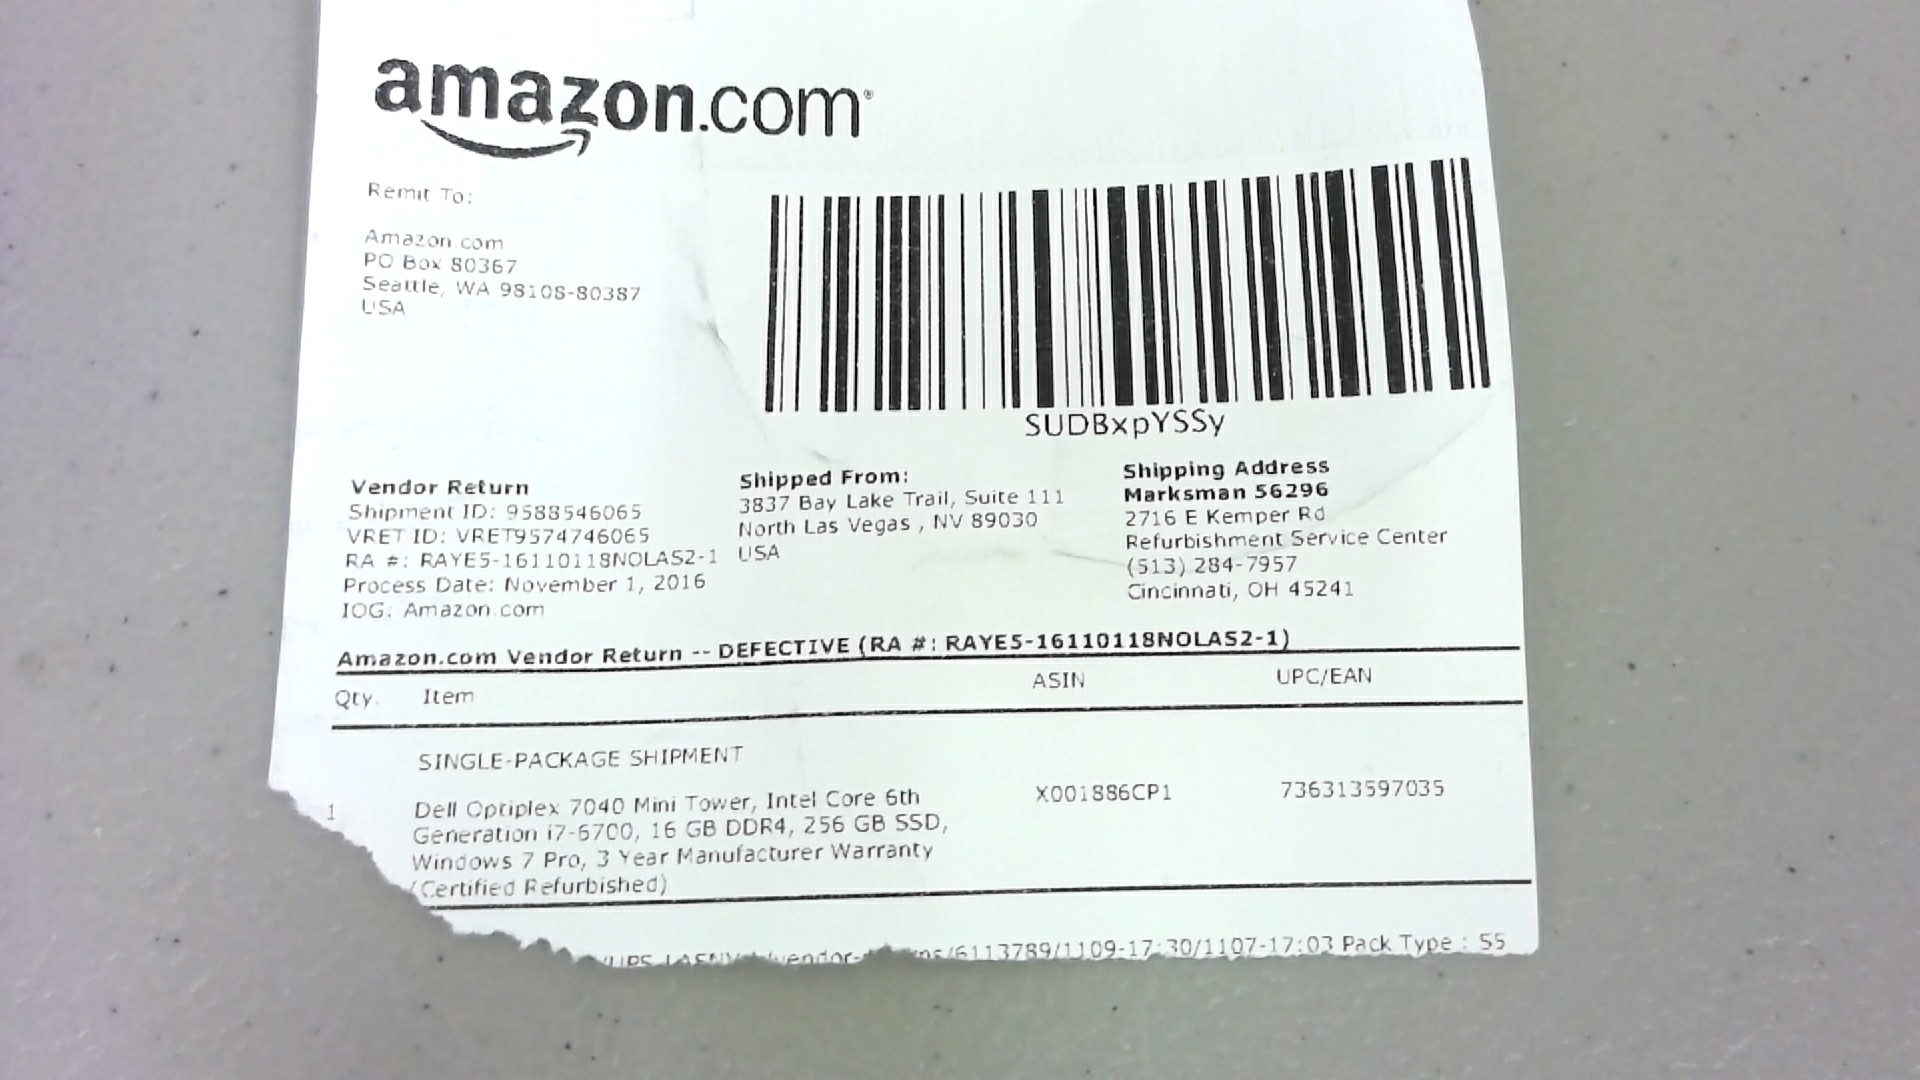 amazon.com
Remit To:
Amazon.com
PO Box 80367
Seattle, WA 98108-80387
USA
SUDBxpYSSy
Vendor Return
Shipment ID: 9588546065
VRET ID: VRET9574746065
RA #: RAYE5-16110118NOLAS2-1
Process Date: November 1, 2016
IOG: Amazon.com
Shipped From:
3837 Bay Lake Trail, Suite 111
North Las Vegas , NV 89030
USA
Shipping Address
Marksman 56296
2716 E Kemper Rd
Refurbishment Service Center
(513) 284-7957
Cincinnati, OH 45241
Amazon.com Vendor Return -- DEFECTIVE (RA #: RAYE5-16110118NOLAS2-1)
Qty. Item ASIN UPC/EAN
SINGLE-PACKAGE SHIPMENT
1 Dell Optiplex 7040 Mini Tower, Intel Core 6th X001886CP1 736313597035
Generation i7-6700, 16 GB DDR4, 256 GB SSD,
Windows 7 Pro, 3 Year Manufacturer Warranty
(Certified Refurbished)
/6113789/1109-17:30/1107-17:03 Pack Type : S5